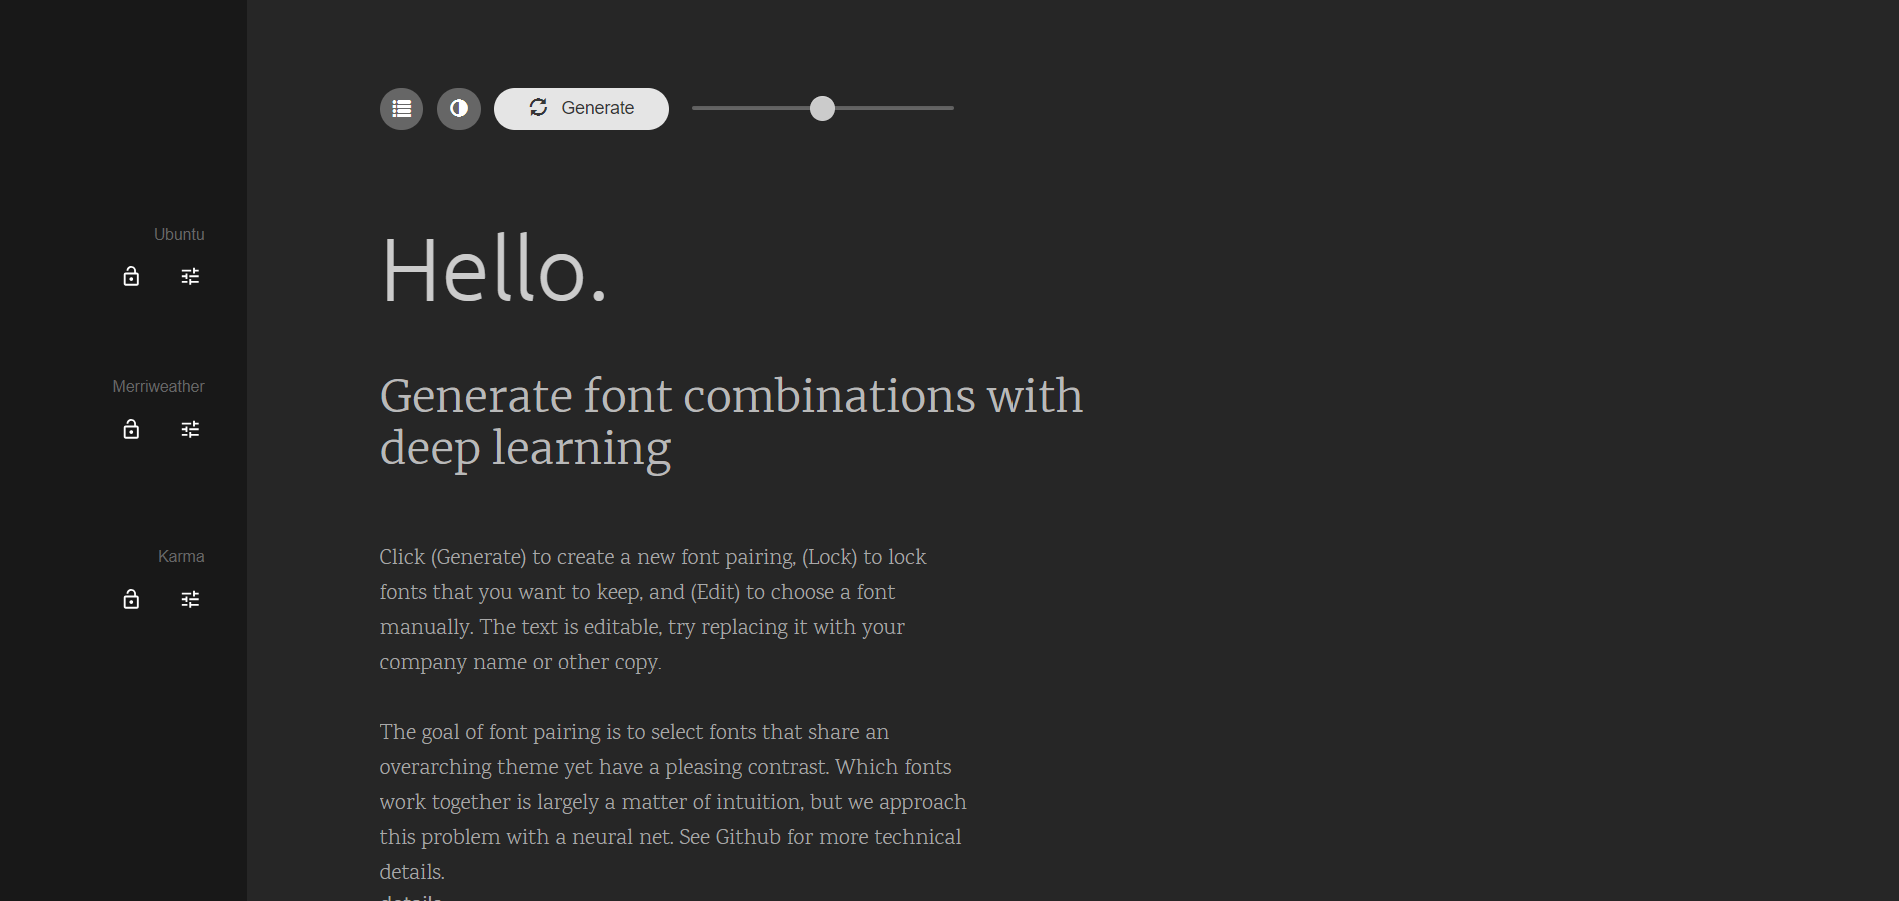 Generate
Ubuntu
Hello.
Merriweather
Generate font combinations with
deep learning
Karma
Click (Generate) to create a new font pairing, (Lock) to lock
fonts that you want to keep, and (Edit) to choose a font
manually. The text is editable, try replacing it with your
company name or other copy.
The goal of font pairing is to select fonts that share an
overarching theme yet have a pleasing contrast. Which fonts
work together is largely a matter of intuition, but we approach
this problem with a neural net. See Github for more technical
details.
details